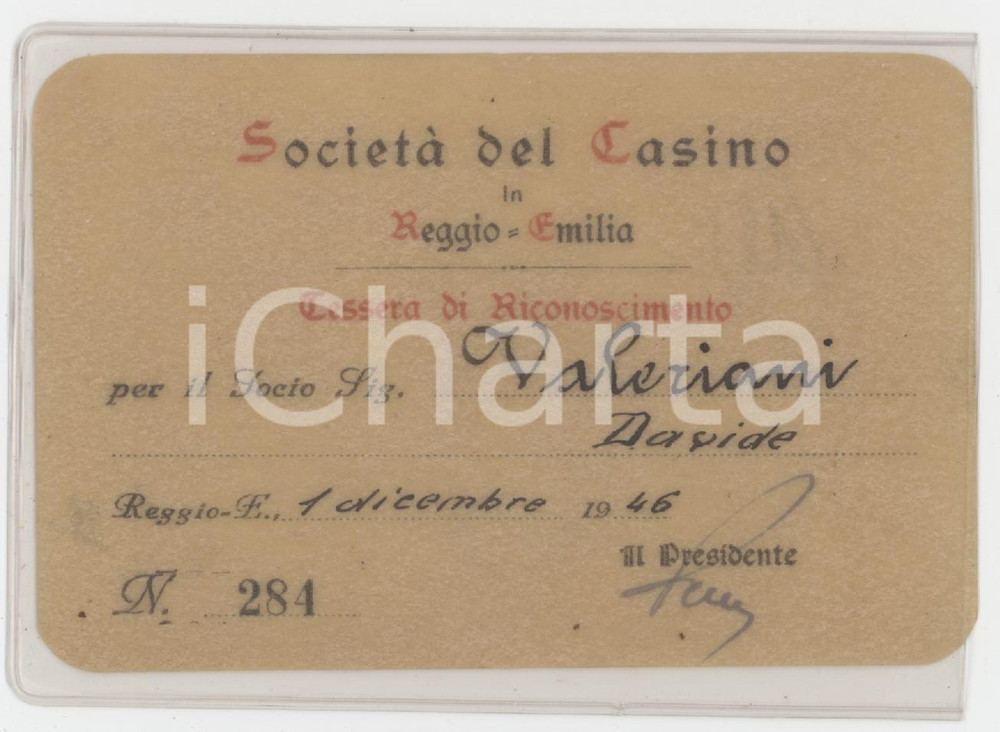 Società del Casino
In
Reggio=Emilia
Tessera di Riconoscimento
iCharta
per il Socio Sig. Valeriani
Davide
Reggio-E., 1 dicembre 1946
Il Presidente
N. 284